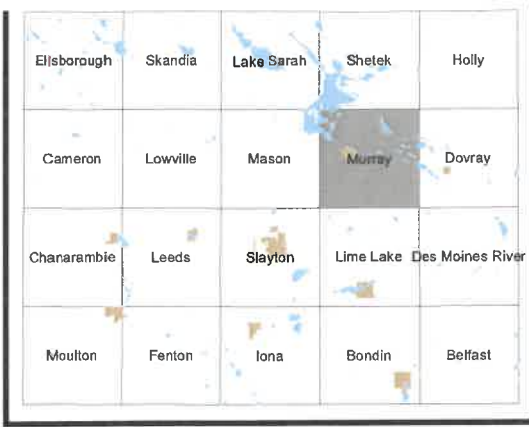 Ellsborough
Skandia
Lake Sarah
Shetek
Holly
Cameron
Lowville
Mason
Murray
Dovray
Chanarambie
Leeds
Slayton
Lime Lake
Des Moines River
Moulton
Fenton
Iona
Bondin
Belfast